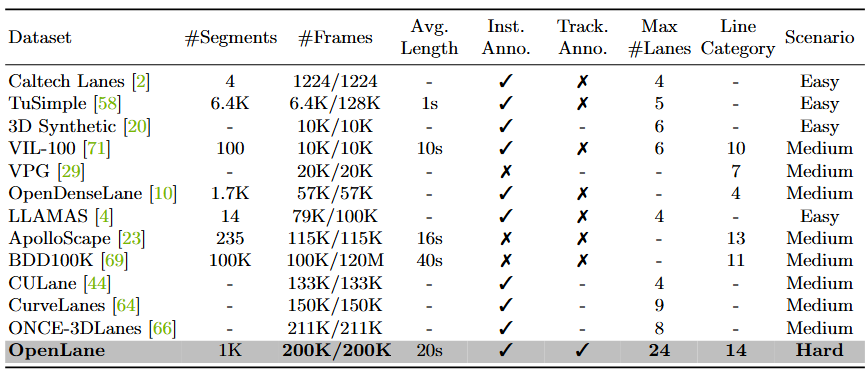 Dataset #Segments #Frames Avg. Length Inst. Anno. Track. Anno. Max #Lanes Line Category Scenario
Caltech Lanes [2] 4 1224/1224 - ✓ ✗ 4 - Easy
TuSimple [58] 6.4K 6.4K/128K 1s ✓ ✗ 5 - Easy
3D Synthetic [20] - 10K/10K - ✓ - 6 - Easy
VIL-100 [71] 100 10K/10K 10s ✓ ✗ 6 10 Medium
VPG [29] - 20K/20K - ✗ - - 7 Medium
OpenDenseLane [10] 1.7K 57K/57K - ✓ ✗ - 4 Medium
LLAMAS [4] 14 79K/100K - ✓ ✗ 4 - Easy
ApolloScape [23] 235 115K/115K 16s ✗ ✗ - 13 Medium
BDD100K [69] 100K 100K/120M 40s ✗ ✗ - 11 Medium
CULane [44] - 133K/133K - ✓ - 4 - Medium
CurveLanes [64] - 150K/150K - ✓ - 9 - Medium
ONCE-3DLanes [66] - 211K/211K - ✓ - 8 - Medium
OpenLane 1K 200K/200K 20s ✓ ✓ 24 14 Hard